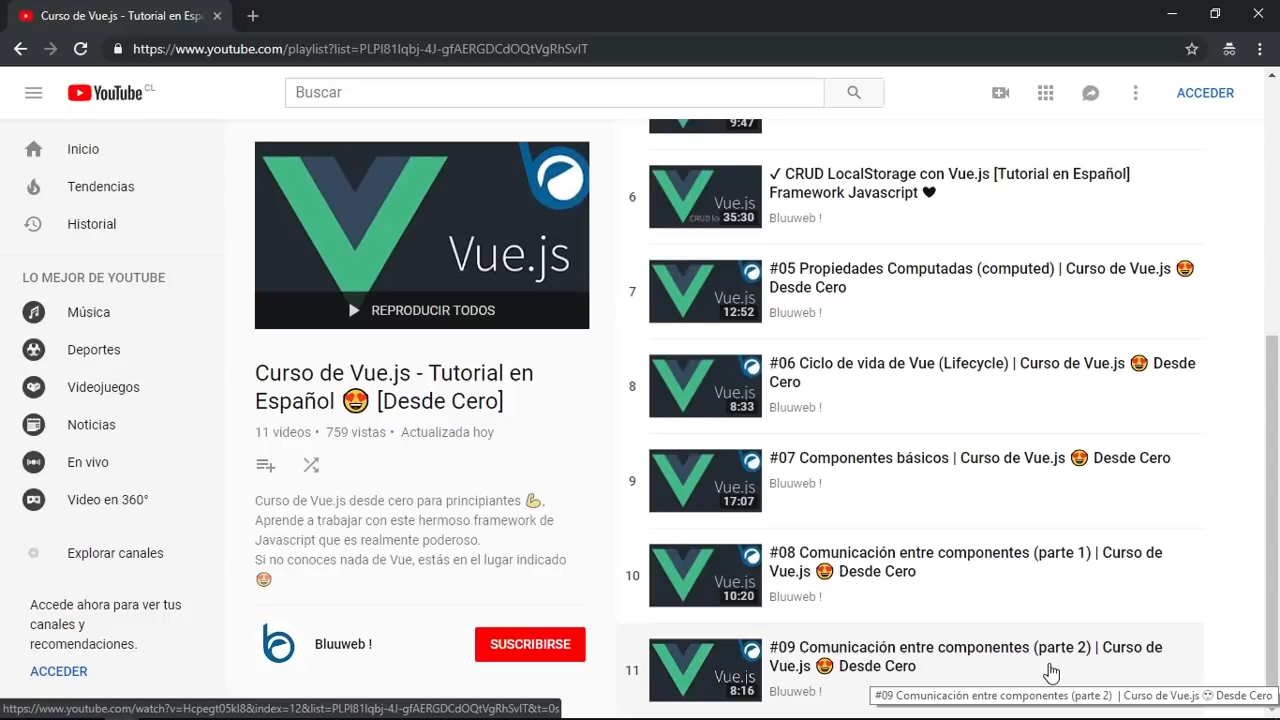 Curso de Vue.js - Tutorial en Esp
https://www.youtube.com/playlist?list=PLPl81lqbj-4J-gfAERGDCdOQtVgRhSviT
YouTube CL
Buscar
ACCEDER
Inicio
Tendencias
Historial
LO MEJOR DE YOUTUBE
Música
Deportes
Videojuegos
Noticias
En vivo
Video en 360°
Explorar canales
Accede ahora para ver tus
canales y
recomendaciones.
ACCEDER
Vue.js
REPRODUCIR TODOS
Curso de Vue.js - Tutorial en
Español 😍 [Desde Cero]
11 videos • 759 vistas • Actualizada hoy
Curso de Vue.js desde cero para principiantes 💪,
Aprende a trabajar con este hermoso framework de
Javascript que es realmente poderoso.
Si no conoces nada de Vue, estás en el lugar indicado
😍
Bluuweb !
SUSCRIBIRSE
9:47
6
Vue.js
35:30
✓ CRUD LocalStorage con Vue.js [Tutorial en Español]
Framework Javascript ♥
Bluuweb !
7
Vue.js
12:52
#05 Propiedades Computadas (computed) | Curso de Vue.js 😍
Desde Cero
Bluuweb !
8
Vue.js
8:33
#06 Ciclo de vida de Vue (Lifecycle) | Curso de Vue.js 😍 Desde
Cero
Bluuweb !
9
Vue.js
17:07
#07 Componentes básicos | Curso de Vue.js 😍 Desde Cero
Bluuweb !
10
Vue.js
10:20
#08 Comunicación entre componentes (parte 1) | Curso de
Vue.js 😍 Desde Cero
Bluuweb !
11
Vue.js
8:16
#09 Comunicación entre componentes (parte 2) | Curso de
Vue.js 😍 Desde Cero
Bluuweb !
#09 Comunicación entre componentes (parte 2) | Curso de Vue.js 😍 Desde Cero
https://www.youtube.com/watch?v=Hcpegt05kI8&index=12&list=PLPl81lqbj-4J-gfAERGDCdOQtVgRhSviT&t=0s